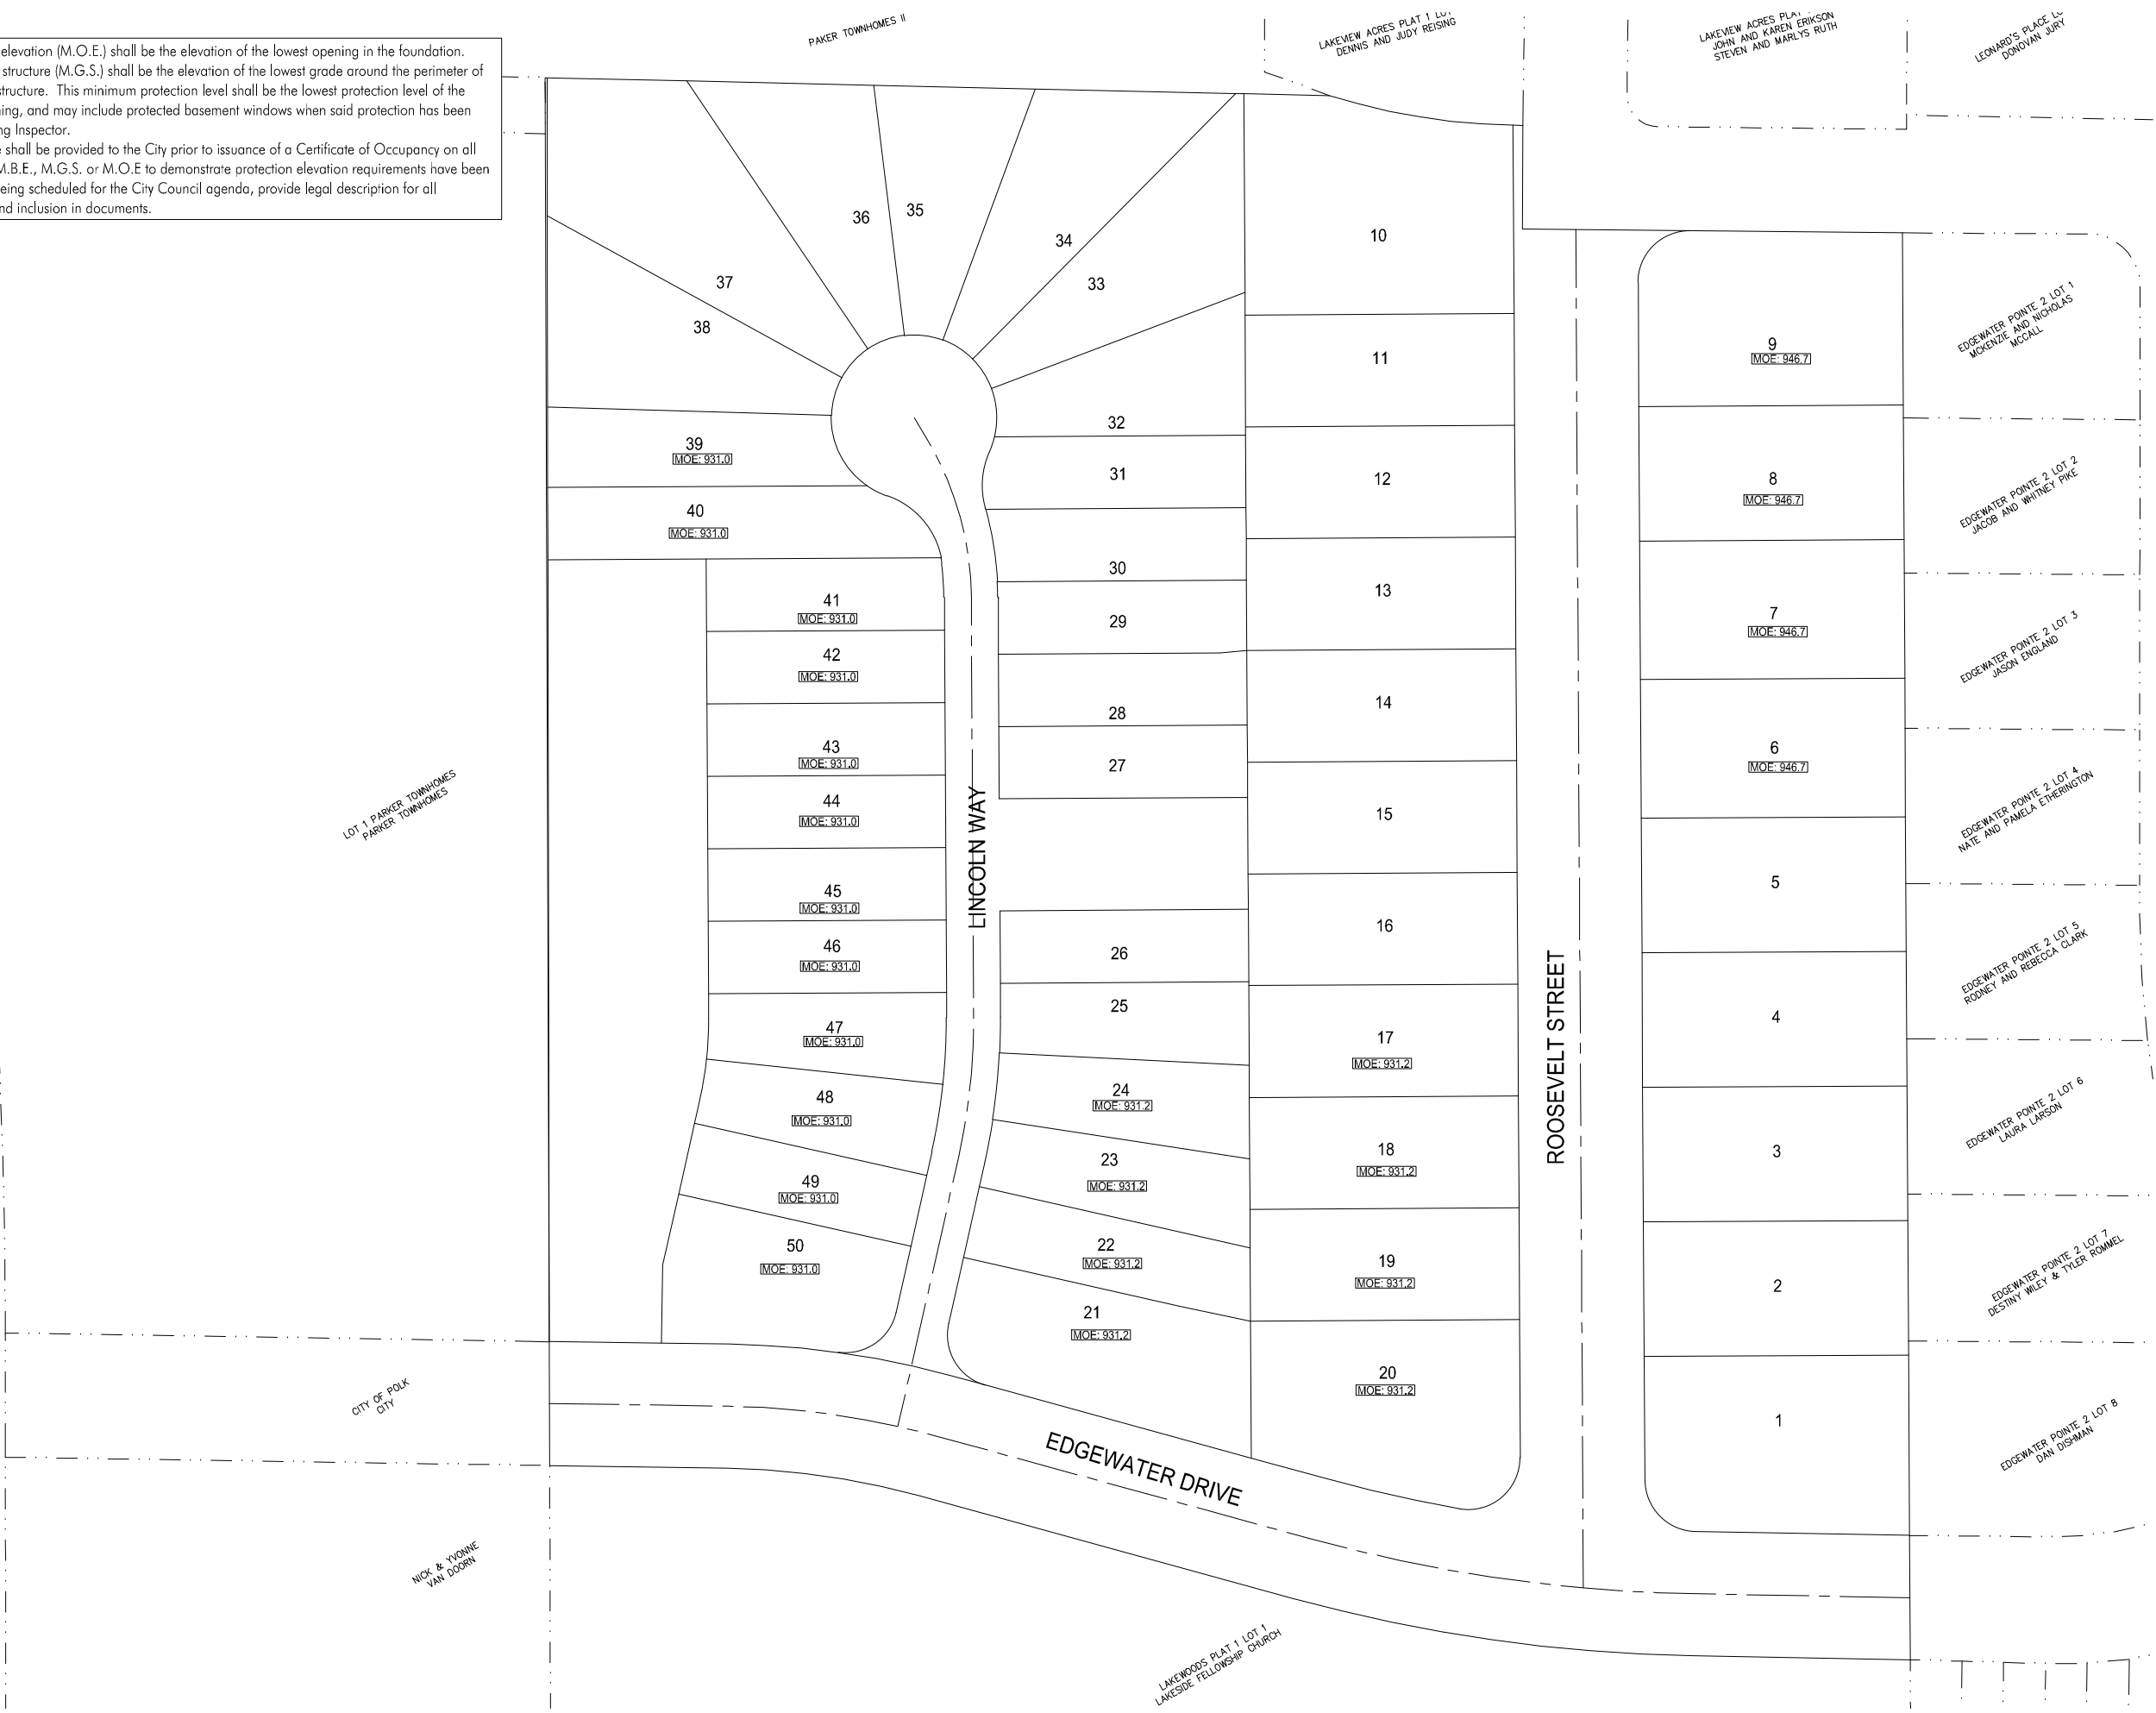 elevation (M.O.E.) shall be the elevation of the lowest opening in the foundation.
structure (M.G.S.) shall be the elevation of the lowest grade around the perimeter of
structure. This minimum protection level shall be the lowest protection level of the
and may include protected basement windows when said protection has been
Inspector.
shall be provided to the City prior to issuance of a Certificate of Occupancy on all
M.B.E., M.G.S. or M.O.E to demonstrate protection elevation requirements have been
being scheduled for the City Council agenda, provide legal description for all
inclusion in documents.
PAKER TOWNHOMES II
LAKEVIEW ACRES PLAT 1
DENNIS AND JUDY REISING
LAKEVIEW ACRES
JOHN AND KAREN ERIKSON
STEVEN AND MARLYS RUTH
LEONARD'S PLACE
DONOVAN JURY
36
35
34
33
37
38
32
31
30
29
28
27
26
25
39
MOE: 931.0
40
MOE: 931.0
41
MOE: 931.0
42
MOE: 931.0
43
MOE: 931.0
44
MOE: 931.0
45
MOE: 931.0
46
MOE: 931.0
47
MOE: 931.0
48
MOE: 931.0
49
MOE: 931.0
50
MOE: 931.0
24
MOE: 931.2
23
MOE: 931.2
22
MOE: 931.2
21
MOE: 931.2
LINCOLN WAY
10
11
12
13
14
15
16
17
MOE: 931.2
18
MOE: 931.2
19
MOE: 931.2
20
MOE: 931.2
ROOSEVELT STREET
9
MOE: 946.7
8
MOE: 946.7
7
MOE: 946.7
6
MOE: 946.7
5
4
3
2
1
EDGEWATER POINTE 2 LOT 1
MCKENZIE AND NICHOLAS
MCCALL
EDGEWATER POINTE 2 LOT 2
JACOB AND WHITNEY PIKE
EDGEWATER POINTE 2 LOT 3
JASON ENGLAND
EDGEWATER POINTE 2 LOT 4
NATE AND PAMELA ETHERINGTON
EDGEWATER POINTE 2 LOT 5
RODNEY AND REBECCA CLARK
EDGEWATER POINTE 2 LOT 6
LAURA LARSON
EDGEWATER POINTE 2 LOT 7
DESTINY WILEY & TYLER ROMMEL
EDGEWATER POINTE 2 LOT 8
DAN DISHMAN
LOT 1 PARKER TOWNHOMES
PARKER TOWNHOMES
CITY OF POLK
CITY
EDGEWATER DRIVE
NICK & YVONNE
VAN DOORN
LAKEWOODS PLAT 1 LOT 1
LAKESIDE FELLOWSHIP CHURCH